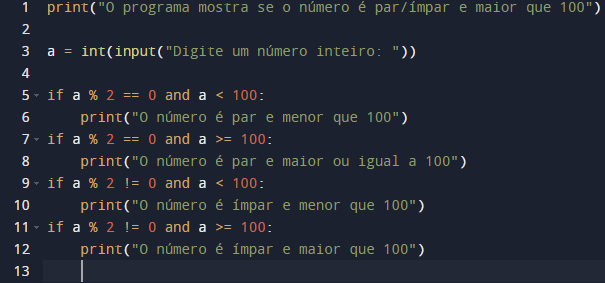 1 print("O programa mostra se o número é par/ímpar e maior que 100")
2
3 a = int(input("Digite um número inteiro: "))
4
5 if a % 2 == 0 and a < 100:
6     print("O número é par e menor que 100")
7 if a % 2 == 0 and a >= 100:
8     print("O número é par e maior ou igual a 100")
9 if a % 2 != 0 and a < 100:
10     print("O número é ímpar e menor que 100")
11 if a % 2 != 0 and a >= 100:
12     print("O número é ímpar e maior que 100")
13